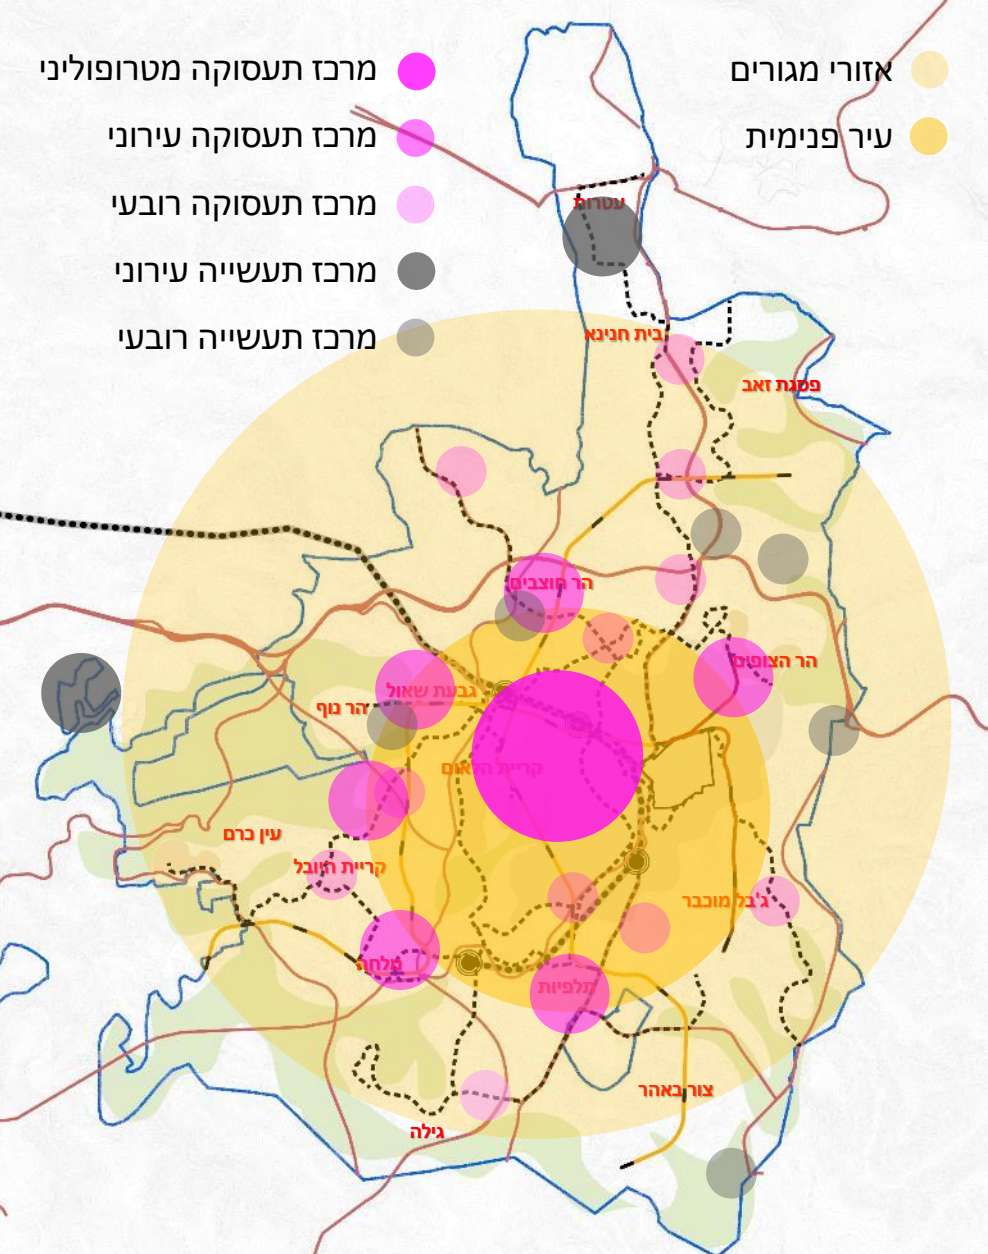 אזורי מגורים
עיר פנימית
מרכז תעסוקה מטרופוליני
מרכז תעסוקה עירוני
מרכז תעסוקה רובעי
מרכז תעשייה עירוני
מרכז תעשייה רובעי
עטרות
בית חנינא
פסגת זאב
הר חוצבים
הר הצופים
גבעת שאול
הר נוף
קריית הלאום
עין כרם
קריית היובל
ג'בל מוכבר
מלחה
תלפיות
צור באהר
גילה